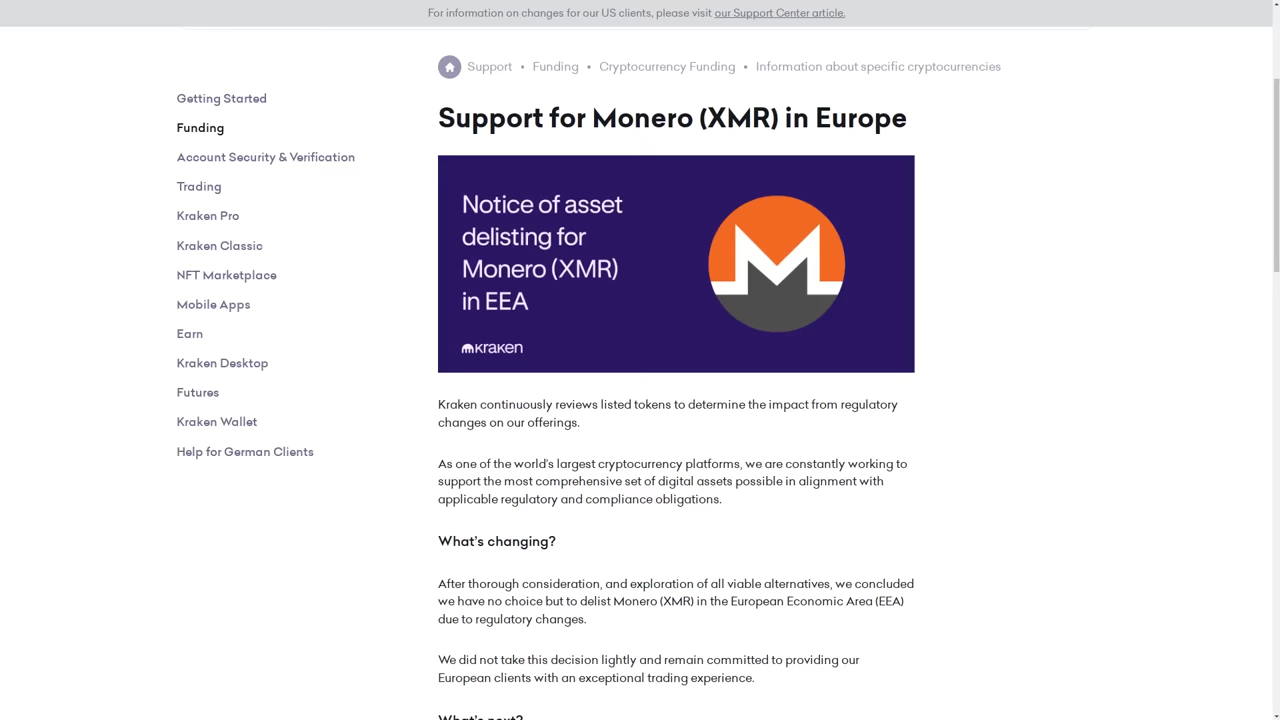 For information on changes for our US clients, please visit our Support Center article.
Support • Funding • Cryptocurrency Funding • Information about specific cryptocurrencies
Getting Started
Funding
Account Security & Verification
Trading
Kraken Pro
Kraken Classic
NFT Marketplace
Mobile Apps
Earn
Kraken Desktop
Futures
Kraken Wallet
Help for German Clients
Support for Monero (XMR) in Europe
Notice of asset
delisting for
Monero (XMR)
in EEA
kraken
Kraken continuously reviews listed tokens to determine the impact from regulatory
changes on our offerings.
As one of the world's largest cryptocurrency platforms, we are constantly working to
support the most comprehensive set of digital assets possible in alignment with
applicable regulatory and compliance obligations.
What's changing?
After thorough consideration, and exploration of all viable alternatives, we concluded
we have no choice but to delist Monero (XMR) in the European Economic Area (EEA)
due to regulatory changes.
We did not take this decision lightly and remain committed to providing our
European clients with an exceptional trading experience.
What's next?